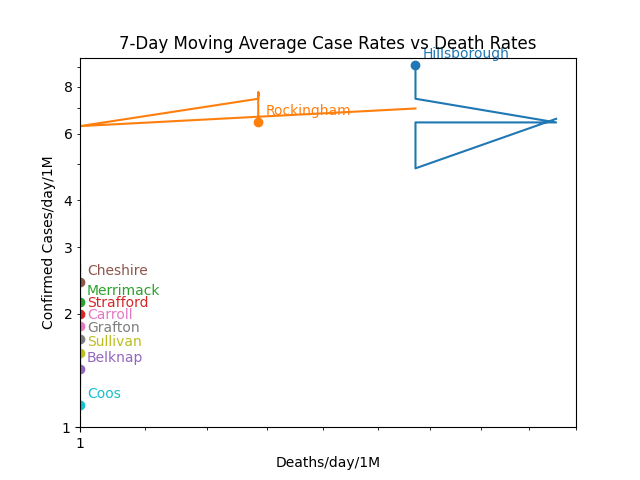 7-Day Moving Average Case Rates vs Death Rates
Hillsborough
8
Rockingham
6
Confirmed Cases/day/1M
4
3
Cheshire
Merrimack
Strafford
2
Carroll
Grafton
Sullivan
Belknap
Coos
1
1
Deaths/day/1M